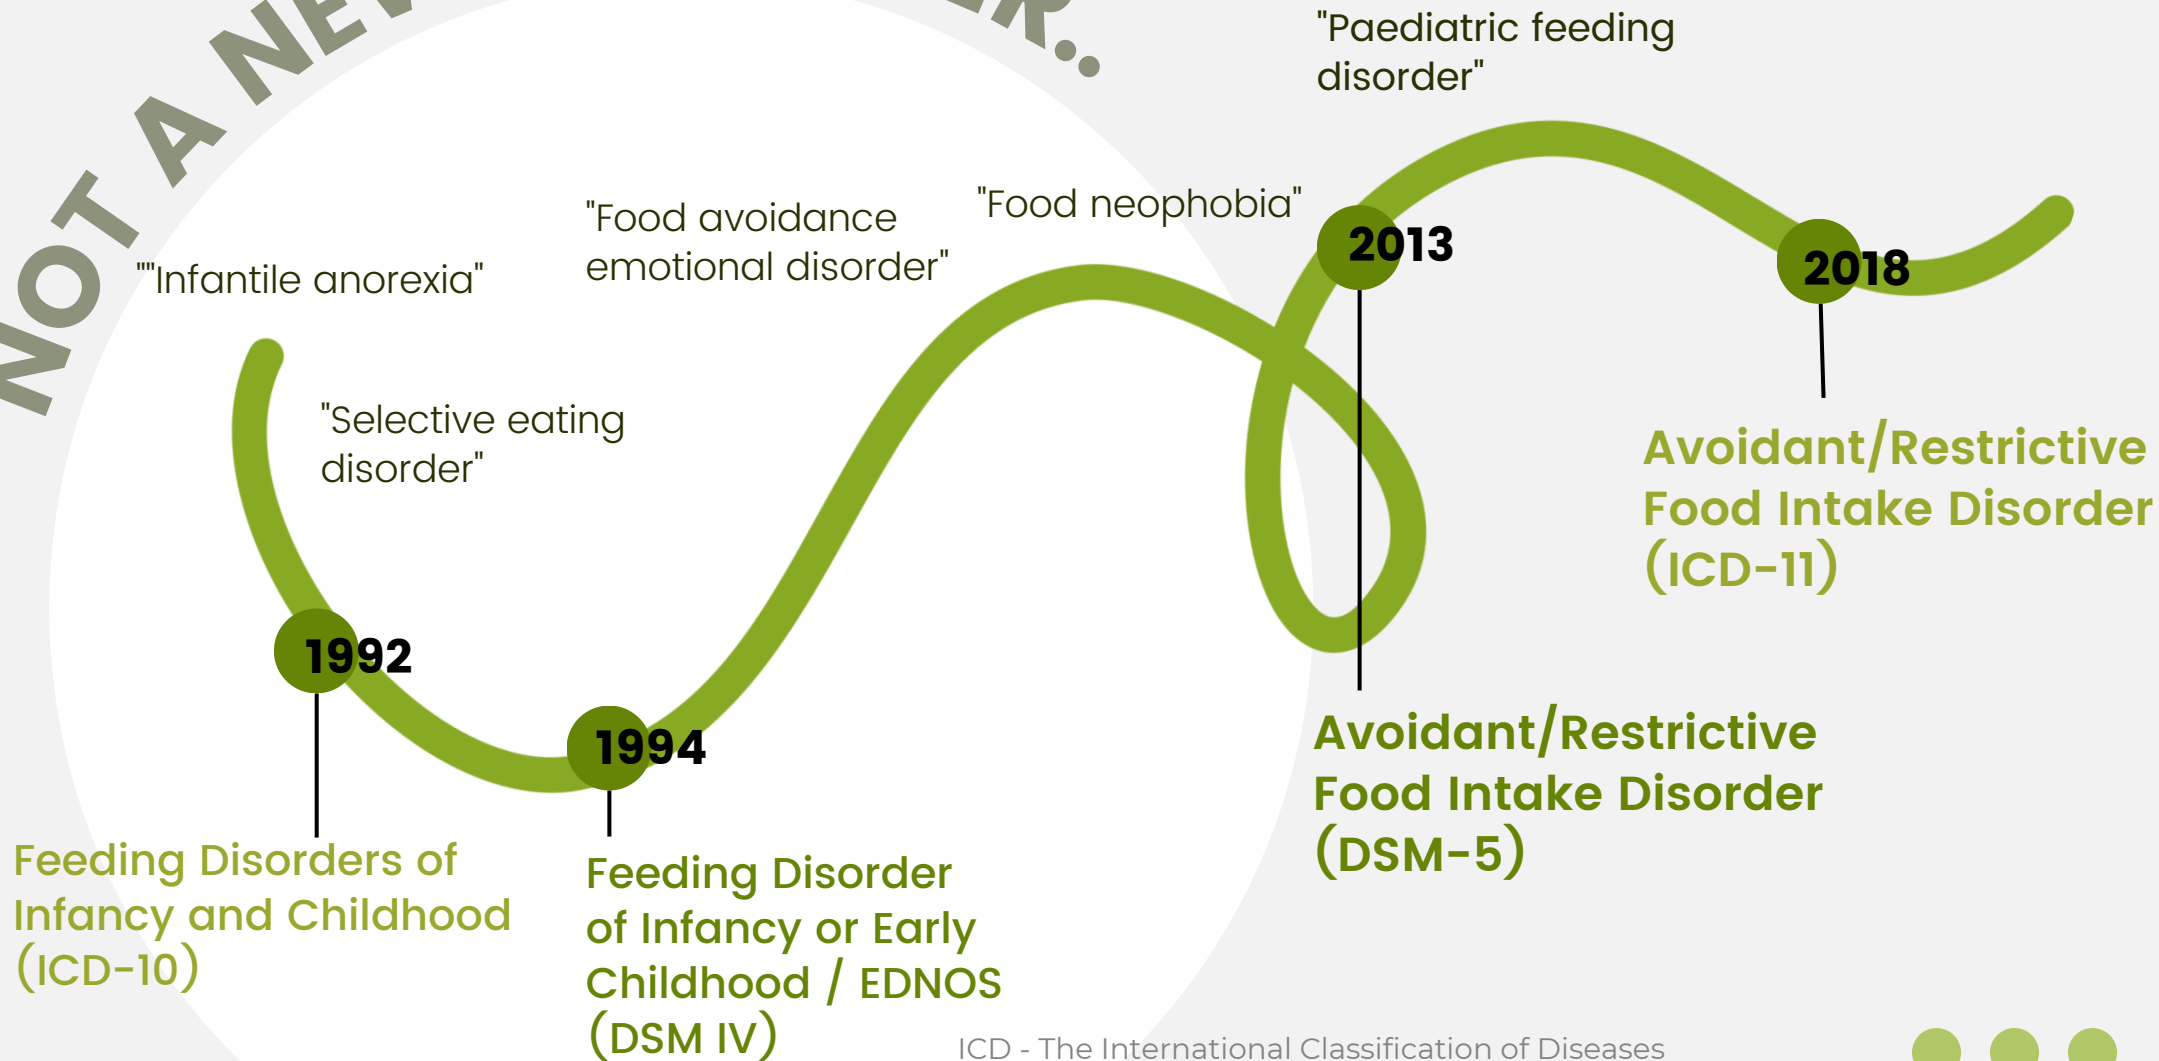 NOT A NEW
""Infantile anorexia"
"Selective eating
disorder"
"Food avoidance
emotional disorder"
"Food neophobia"
"Paediatric feeding
disorder"
1992
Feeding Disorders of
Infancy and Childhood
(ICD-10)
1994
Feeding Disorder
of Infancy or Early
Childhood / EDNOS
(DSM IV)
2013
Avoidant/Restrictive
Food Intake Disorder
(DSM-5)
2018
Avoidant/Restrictive
Food Intake Disorder
(ICD-11)
ICD - The International Classification of Diseases